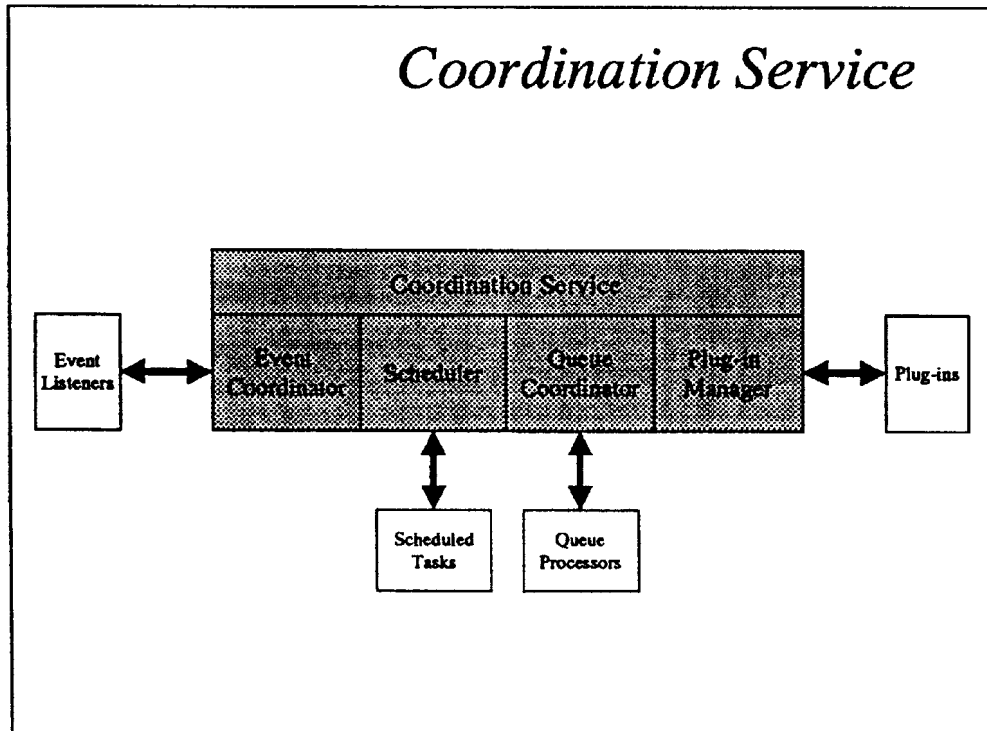 Coordination Service
Coordination Service
Event
Listeners
Event
Coordinator
Scheduler
Queue
Coordinator
Plug-in
Manager
Plug-ins
Scheduled
Tasks
Queue
Processors